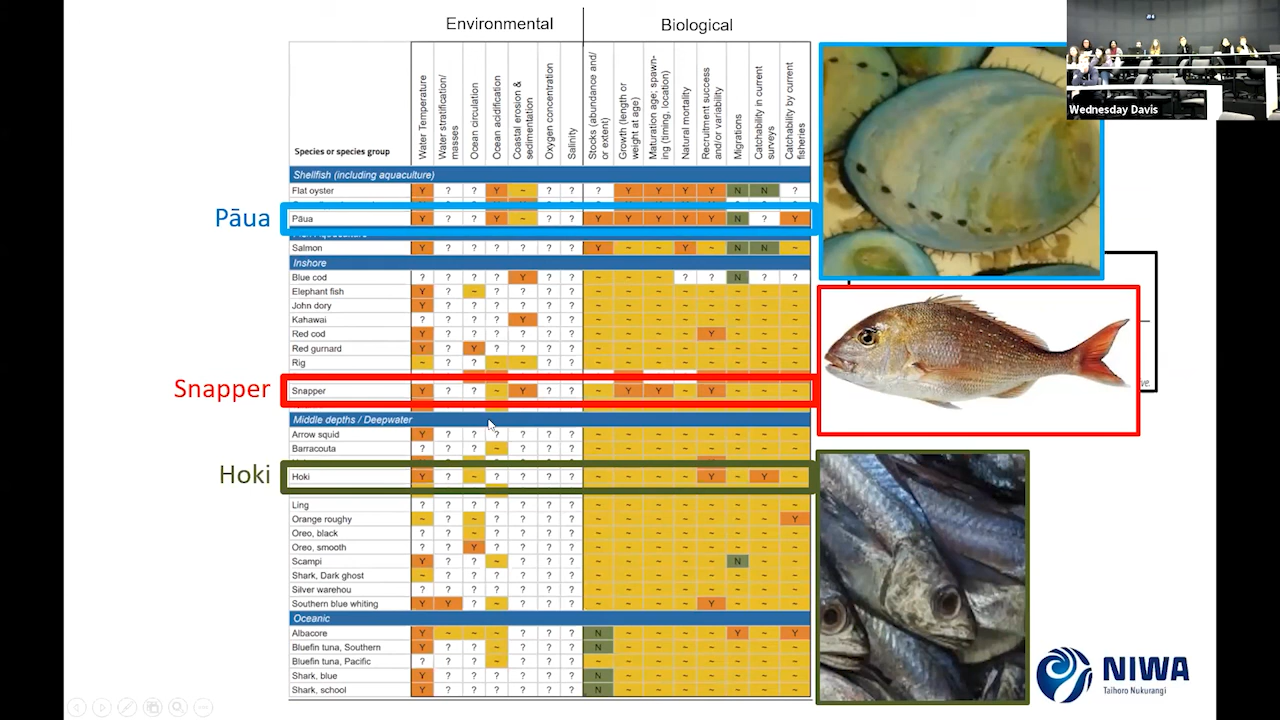 Environmental Biological
Wednesday Davis
Species or species group
Water Temperature
Water stratification/
masses
Ocean circulation
Ocean acidification
Coastal erosion &
sedimentation
Oxygen concentration
Salinity
Stocks (abundance and/
or extent)
Growth (length or
weight at age)
Maturation age; spawn-
ing (timing, location)
Natural mortality
Recruitment success
and/or variability
Migrations
Catchability in current
surveys
Catchability by current
fisheries
Shellfish (including aquaculture)
Flat oyster Y ? ? Y ~ ? ? ? Y Y Y Y N N ?
Pāua
Pāua Y ? ? Y ~ ? ? Y Y Y Y Y N ? Y
Salmon Y ? ? ? ? ? ? Y ~ ~ Y ~ N N ~
Inshore
Blue cod ? ? ? ? Y ? ? ~ ~ ~ ? ? N ? ?
Elephant fish Y ? ~ ? ? ? ? ~ ~ ~ ~ ~ ~ ~ ~
John dory Y ? ? ? ? ? ? ~ ~ ~ ~ ~ ~ ~ ~
Kahawai ? ? ? ? Y ? ? ~ ~ ~ ~ ~ ~ ~ ~
Red cod Y ? ? ? ? ? ? ~ ~ ~ ~ Y ~ ~ ~
Red gurnard Y ? Y ? ? ? ? ~ ~ ~ ~ ~ ~ ~ ~
Rig ~ ? ? ~ ~ ? ? ~ ~ ~ ~ ~ ~ ~ ~
Snapper
Snapper Y ? ? ~ Y ? ? ~ Y Y ~ Y ~ ~ ~
Middle depths / Deepwater
Arrow squid Y ? ? ? ? ? ? ~ ~ ~ ~ ~ ~ ~ ~
Barracouta ? ? ? ~ ? ? ? ~ ~ ~ ~ ~ ~ ~ ~
Hoki
Hoki Y ? ~ ? ? ? ? ~ ~ ~ ~ Y ~ Y ~
Ling ? ? ? ? ? ? ? ~ ~ ~ ~ ~ ~ ~ ~
Orange roughy ~ ? ~ ? ? ? ? ~ ~ ~ ~ ~ ~ ~ Y
Oreo, black ? ? ~ ? ? ? ? ~ ~ ~ ~ ~ ~ ~ ~
Oreo, smooth ? ? Y ? ? ? ? ~ ~ ~ ~ ~ ~ ~ ~
Scampi Y ? ? ~ ? ? ? ~ ~ ~ ~ ~ N ~ ~
Shark, Dark ghost ~ ? ? ? ? ? ? ~ ~ ~ ~ ~ ~ ~ ~
Silver warehou ? ? ? ? ? ? ? ~ ~ ~ ~ ~ ~ ~ ~
Southern blue whiting Y Y ? ~ ? ? ? ~ ~ ~ ~ Y ~ ~ ~
Oceanic
Albacore Y ~ ~ ~ ? ? ? N ~ ~ ~ ~ Y ~ Y
Bluefin tuna, Southern Y ? ? ~ ? ? ? N ~ ~ ~ ~ ~ ~ ~
Bluefin tuna, Pacific ? ? ? ~ ? ? ? ~ ~ ~ ~ ~ ~ ~ ~
Shark, blue Y ? ? ? ? ? ? N ~ ~ ~ ~ ~ ~ ~
Shark, school Y ? ? ? ? ? ? N ~ ~ ~ ~ ~ ~ ~
NIWA
Taihoro Nukurangi